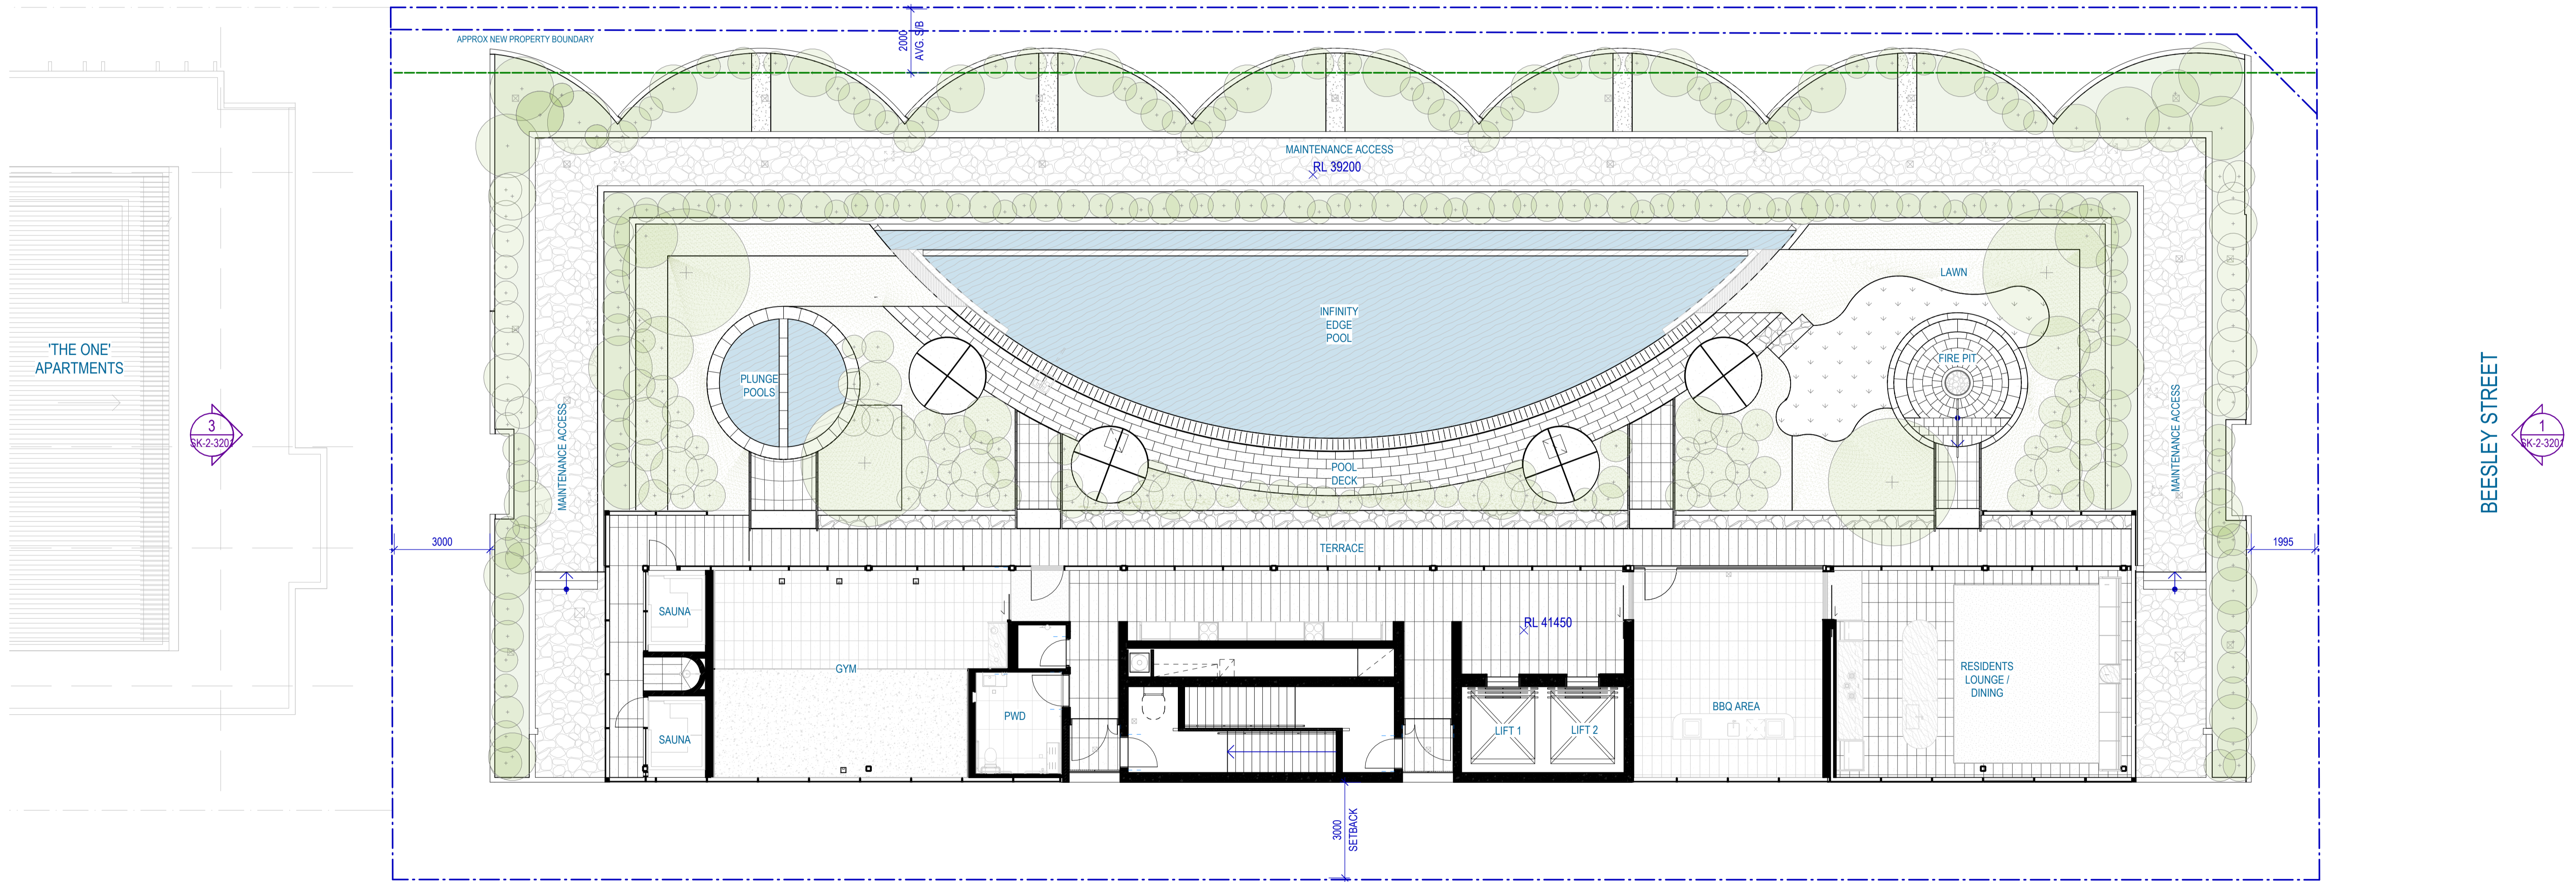 APPROX NEW PROPERTY BOUNDARY
2000
AVG. S/B
MAINTENANCE ACCESS
RL 39200
LAWN
INFINITY
EDGE
POOL
'THE ONE'
APARTMENTS
PLUNGE
POOLS
FIRE PIT
BEESLEY STREET
3
SK-2-3201
1
SK-2-3201
MAINTENANCE ACCESS
MAINTENANCE ACCESS
POOL
DECK
3000
TERRACE
1995
SAUNA
RL 41450
GYM
RESIDENTS
LOUNGE /
DINING
PWD
BBQ AREA
LIFT 1
LIFT 2
SAUNA
3000
SETBACK